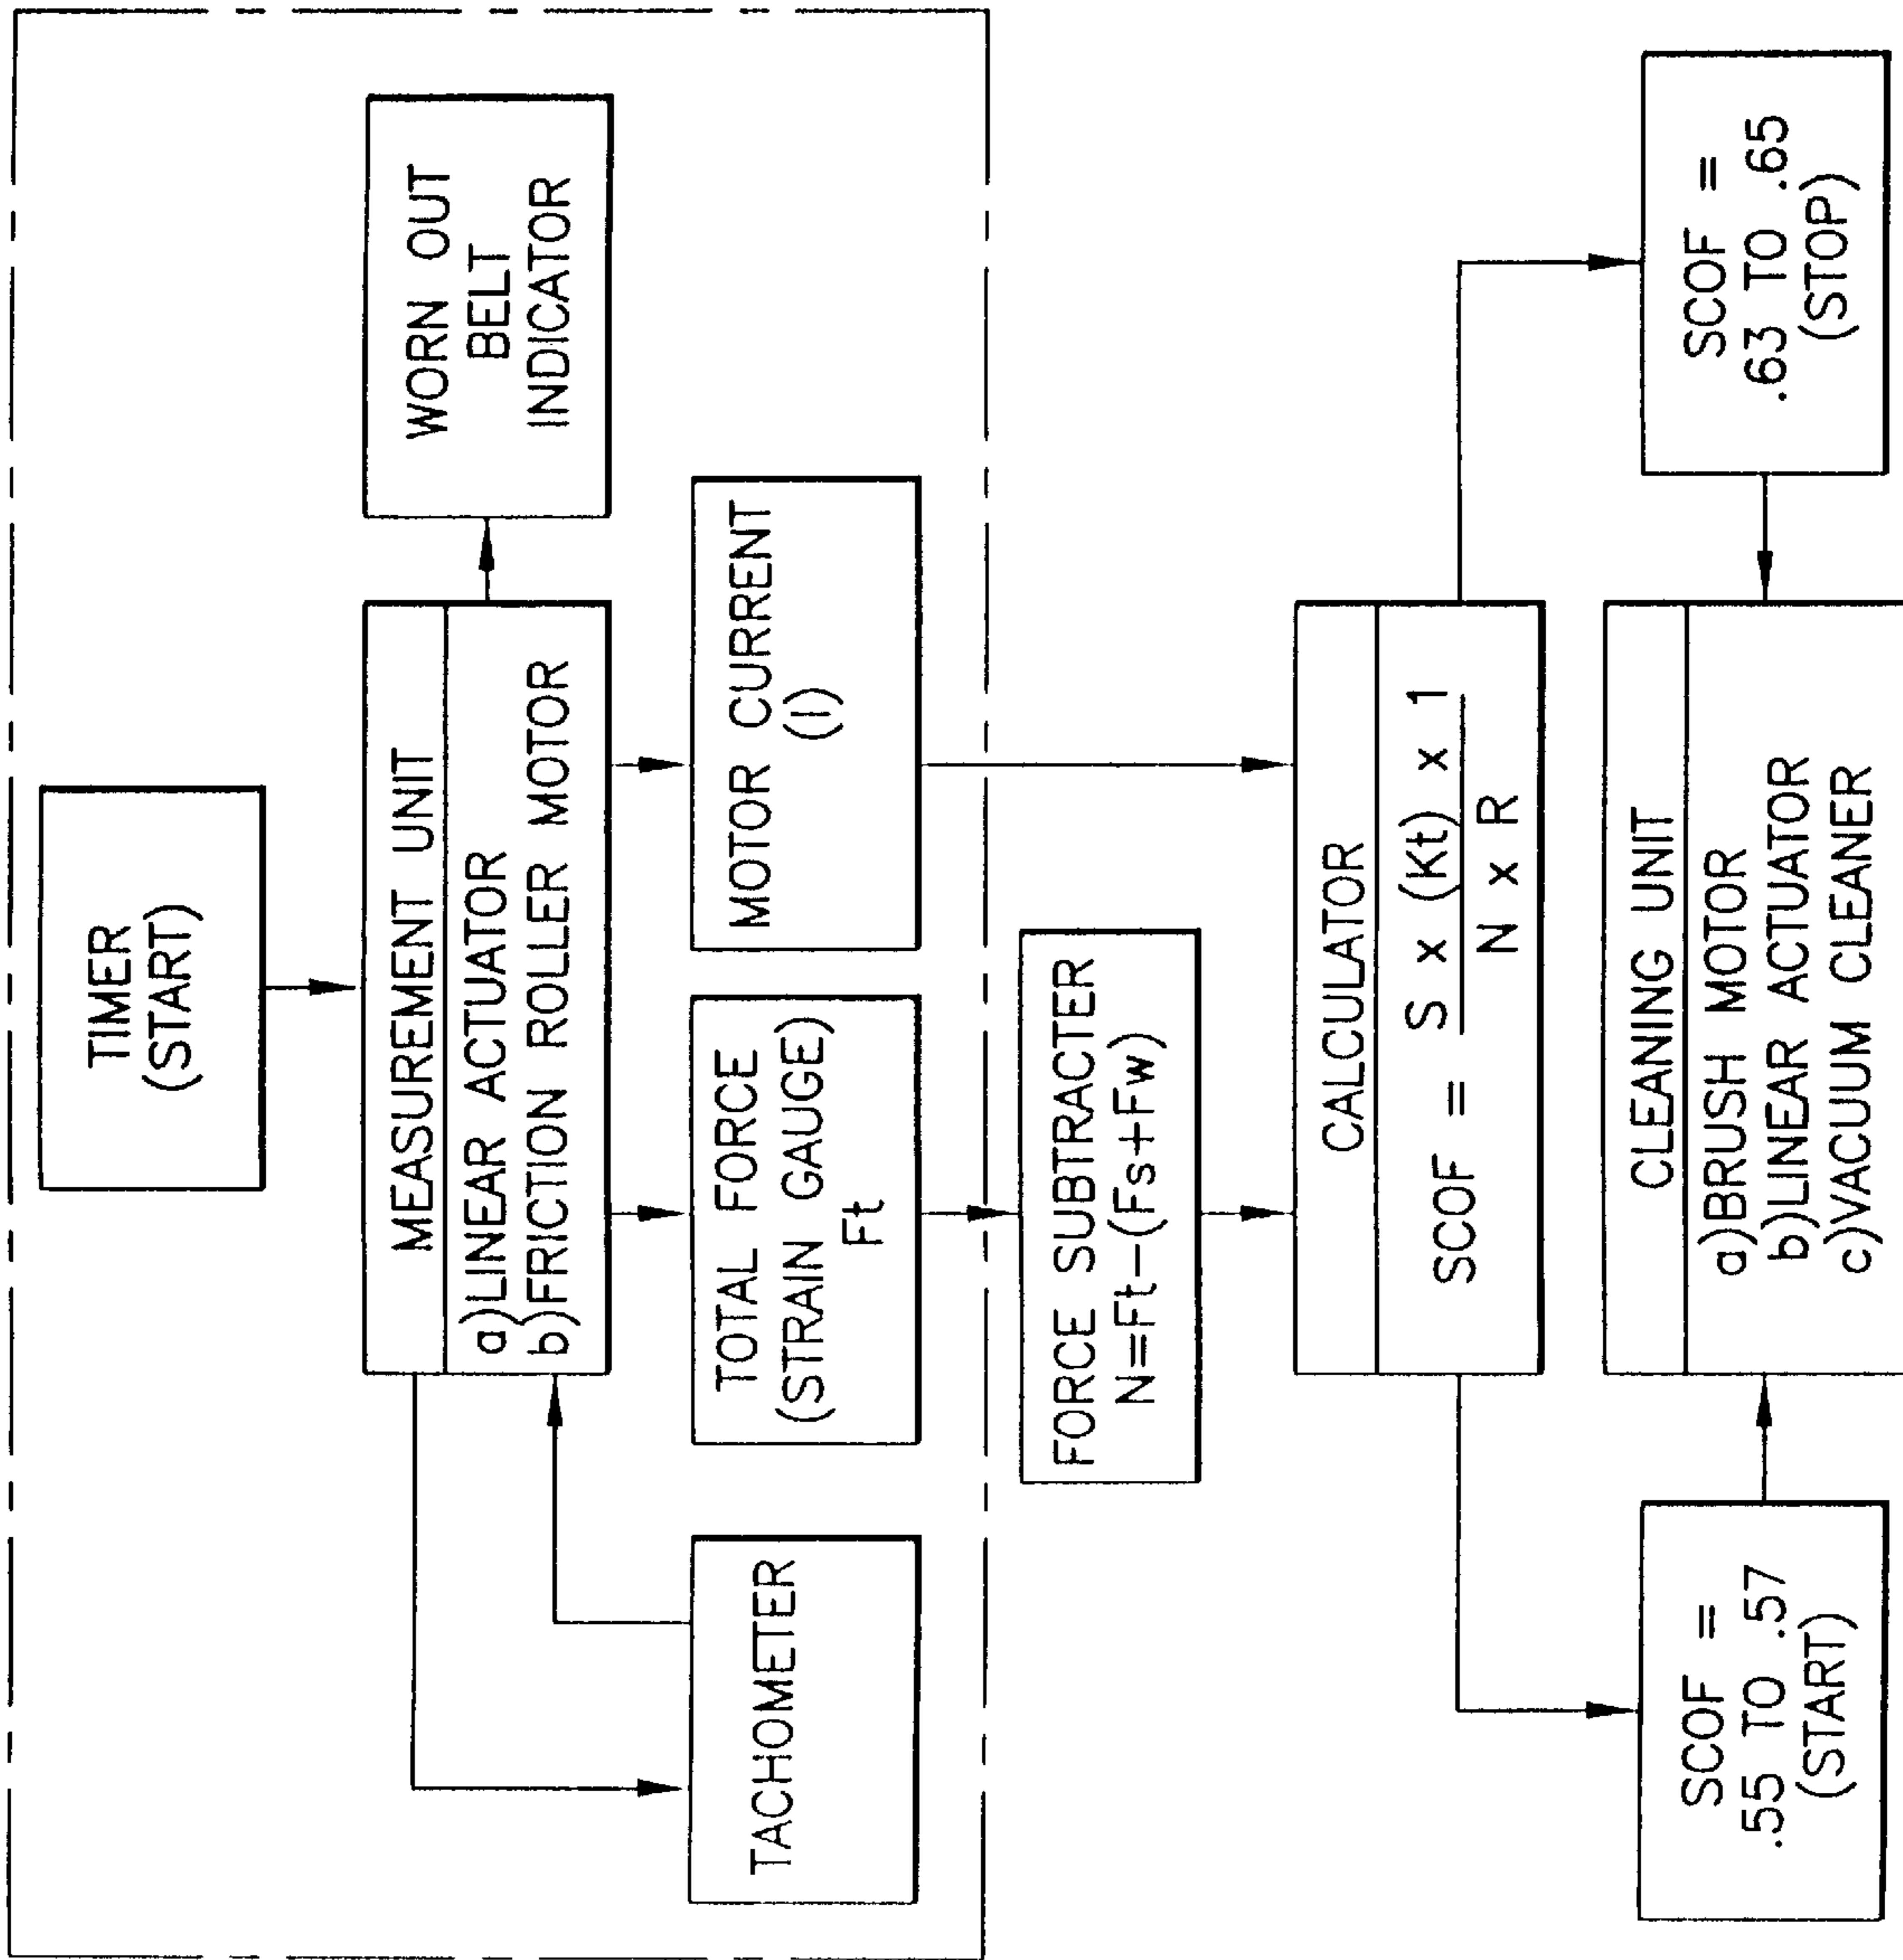 TIMER
(START)
MEASUREMENT UNIT
a)LINEAR ACTUATOR
b)FRICTION ROLLER MOTOR
WORN OUT
BELT
INDICATOR
TACHOMETER
TOTAL FORCE
(STRAIN GAUGE)
Ft
MOTOR CURRENT
(I)
FORCE SUBTRACTER
N=Ft-(Fs+Fw)
CALCULATOR
SCOF = S x (Kt) x 1
N x R
SCOF =
.55 TO .57
(START)
CLEANING UNIT
a)BRUSH MOTOR
b)LINEAR ACTUATOR
c)VACUUM CLEANER
SCOF =
.63 TO .65
(STOP)